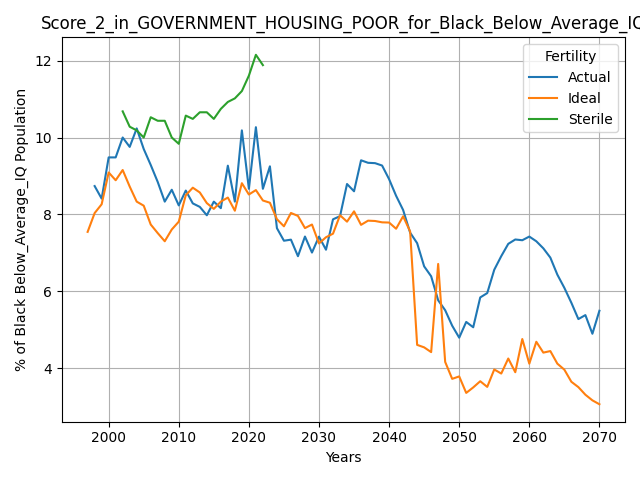 Score_2_in_GOVERNMENT_HOUSING_POOR_for_Black_Below_Average_IQ
Fertility
Actual
Ideal
Sterile
% of Black Below_Average_IQ Population
12
10
8
6
4
2000 2010 2020 2030 2040 2050 2060 2070
Years